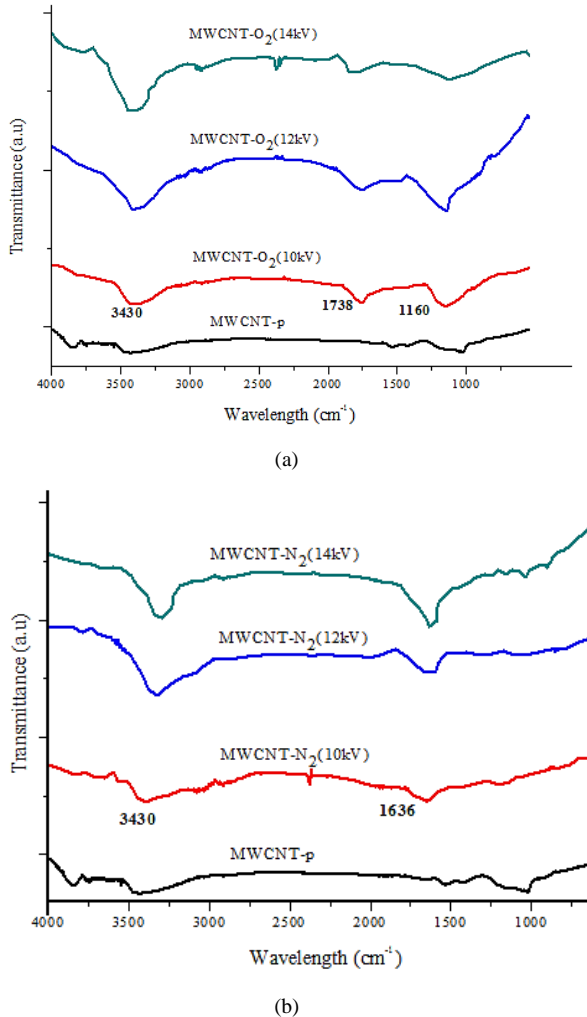 MWCNT-O2(14kV)
MWCNT-O2(12kV)
MWCNT-O2(10kV)
3430 1738 1160
MWCNT-p
Transmittance (a.u)
4000 3500 3000 2500 2000 1500 1000
Wavelength (cm-1)
(a)
MWCNT-N2(14kV)
MWCNT-N2(12kV)
MWCNT-N2(10kV)
3430 1636
MWCNT-p
Transmittance (a.u)
4000 3500 3000 2500 2000 1500 1000
Wavelength (cm-1)
(b)